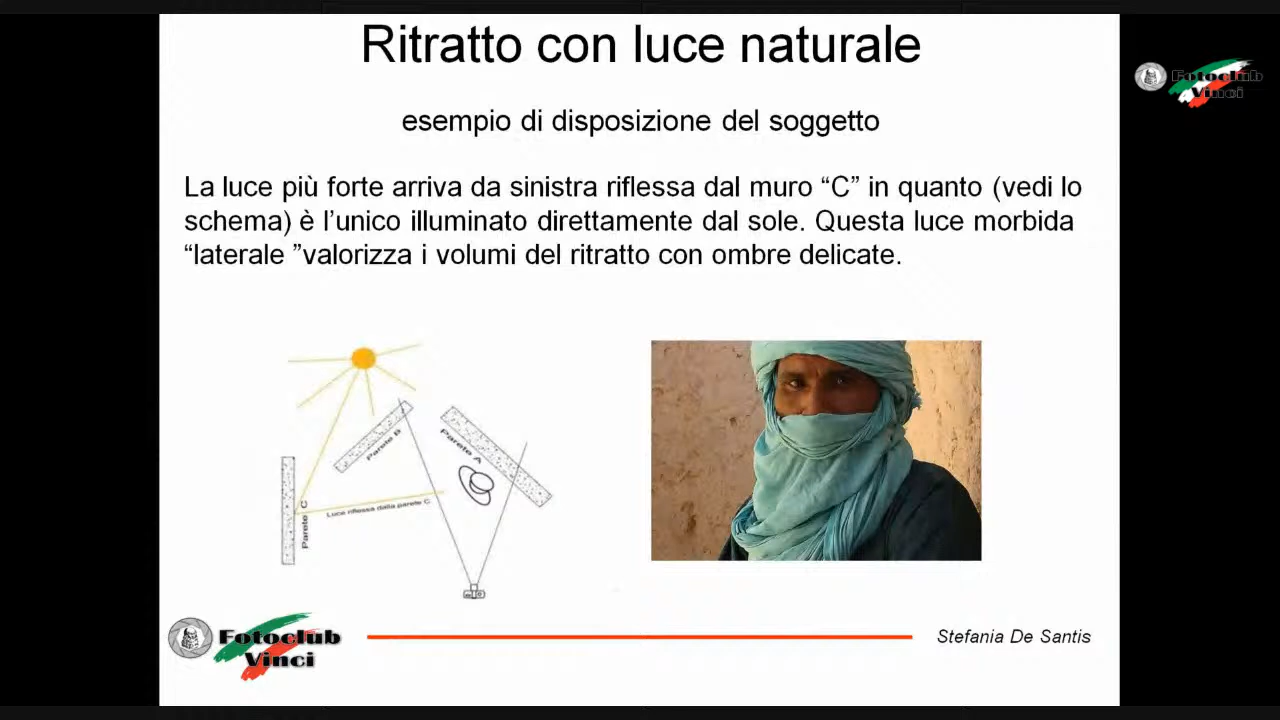 Ritratto con luce naturale
Fotoclub
Vinci
esempio di disposizione del soggetto
La luce più forte arriva da sinistra riflessa dal muro “C” in quanto (vedi lo
schema) è l’unico illuminato direttamente dal sole. Questa luce morbida
“laterale ”valorizza i volumi del ritratto con ombre delicate.
Parete B
Parete A
Parete C
Luce riflessa dalla parete C
Fotoclub
Vinci
Stefania De Santis